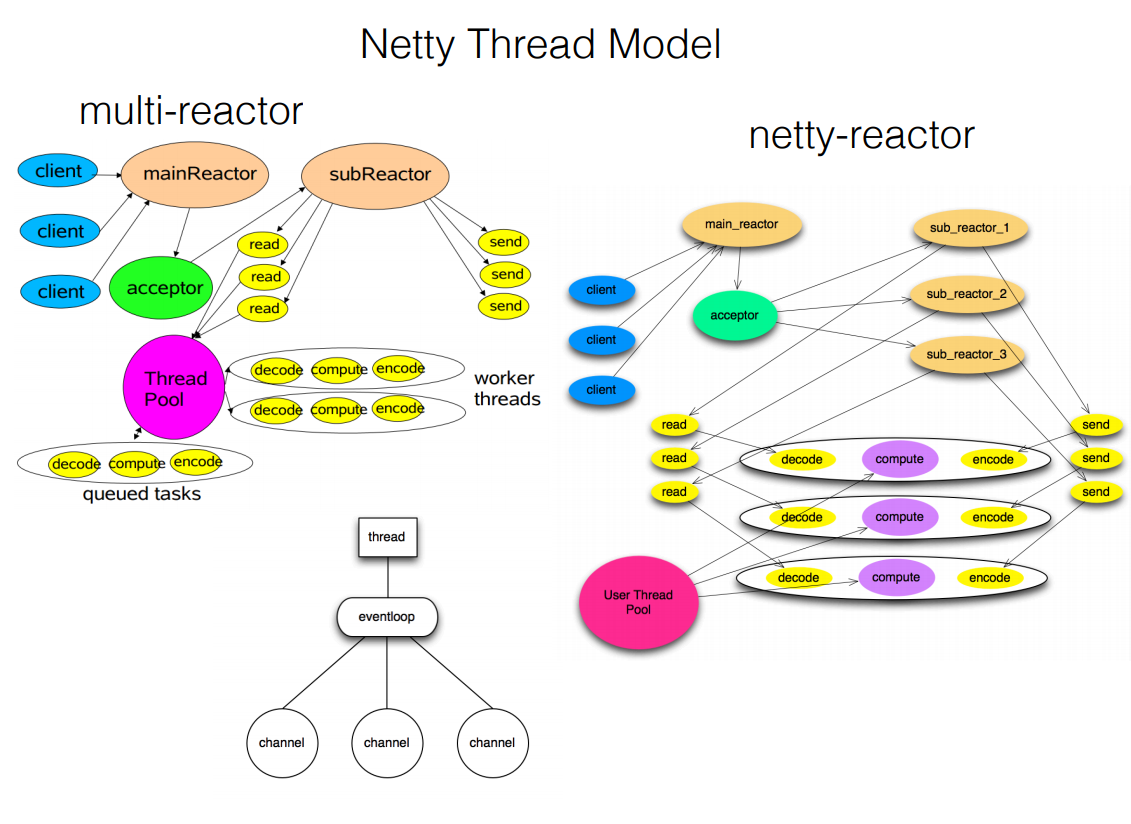 Netty Thread Model
multi-reactor
client
mainReactor
subReactor
client
client
acceptor
read
read
read
send
send
send
Thread
Pool
decode compute encode
decode compute encode
worker
threads
decode compute encode
queued tasks
thread
eventloop
channel
channel
channel
netty-reactor
main_reactor
sub_reactor_1
client
sub_reactor_2
acceptor
client
sub_reactor_3
client
read
send
decode
compute
encode
read
send
read
send
decode
compute
encode
decode
compute
encode
User Thread
Pool